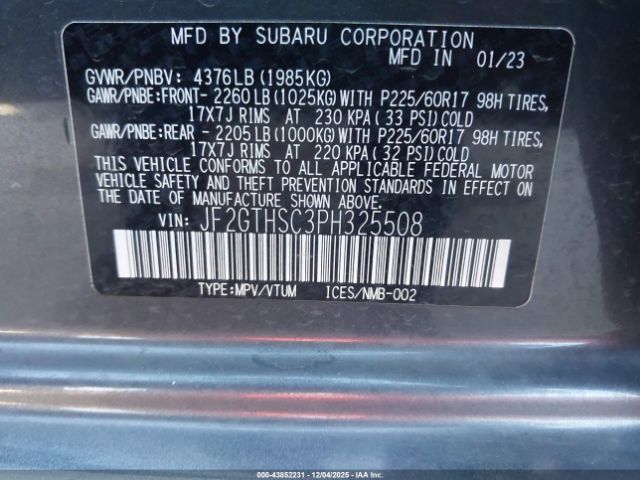 MFD BY SUBARU CORPORATION
MFD IN 01/23
GVWR/PNBV: 4376LB(1985KG)
GAWR/PNBE:FRONT- 2260LB(1025KG)WITH P225/60R17 98H TIRES,
17X7J RIMS AT 230 KPA(33 PSI)COLD
GAWR/PNBE:REAR - 2205LB(1000KG)WITH P225/60R17 98H TIRES,
17X7J RIMS AT 220 KPA(32 PSI)COLD
THIS VEHICLE CONFORMS TO ALL APPLICABLE FEDERAL MOTOR
VEHICLE SAFETY AND THEFT PREVENTION STANDARDS IN EFFECT ON
THE DATE OF MANUFACTURE SHOWN ABOVE.
VIN: JF2GTHSC3PH325508
TYPE:MPV/VTUM ICES/NMB-002
000-43852231 - 12/04/2025 - IAAI.COM